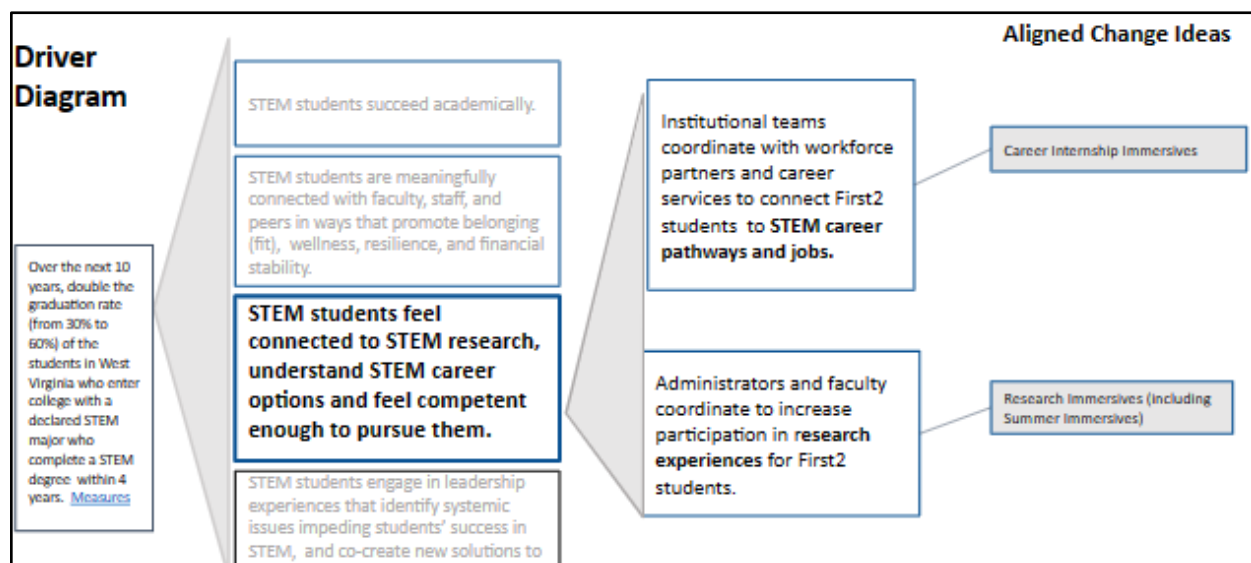 Driver
Diagram
Over the next 10
years, double the
graduation rate
(from 30% to
60%) of the
students in West
Virginia who enter
college with a
declared STEM
major who
complete a STEM
degree within 4
years. Measures
STEM students succeed academically.
STEM students are meaningfully
connected with faculty, staff, and
peers in ways that promote belonging
(fit), wellness, resilience, and financial
stability.
STEM students feel
connected to STEM research,
understand STEM career
options and feel competent
enough to pursue them.
STEM students engage in leadership
experiences that identify systemic
issues impeding students’ success in
STEM, and co-create new solutions to
Institutional teams
coordinate with workforce
partners and career
services to connect First2
students to STEM career
pathways and jobs.
Administrators and faculty
coordinate to increase
participation in research
experiences for First2
students.
Aligned Change Ideas
Career Internship Immersives
Research Immersives (including
Summer Immersives)